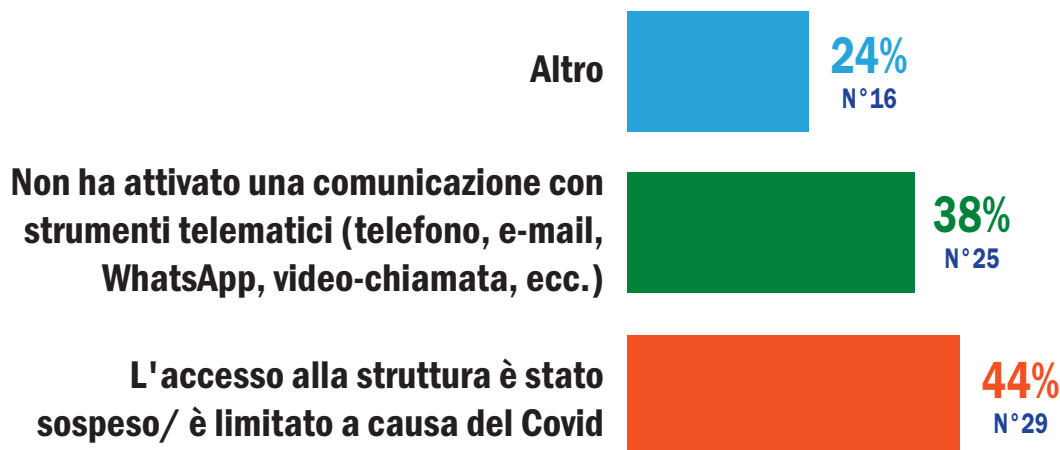 Altro
24%
N°16
Non ha attivato una comunicazione con
strumenti telematici (telefono, e-mail,
WhatsApp, video-chiamata, ecc.)
38%
N°25
L'accesso alla struttura è stato
sospeso/ è limitato a causa del Covid
44%
N°29